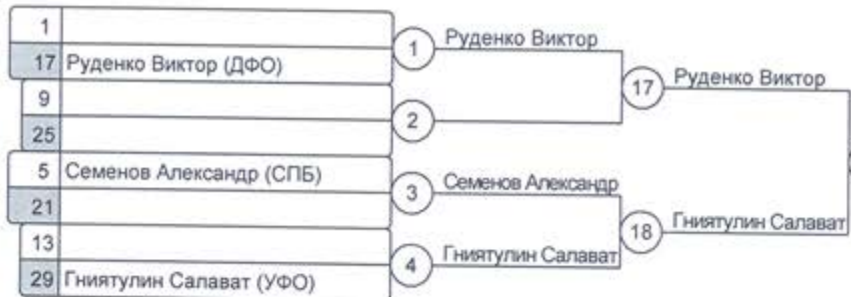 1
17 Руденко Виктор (ДФО)
9
25
5 Семенов Александр (СПБ)
21
13
29 Гниятулин Салават (УФО)
1 Руденко Виктор
2
3 Семенов Александр
4 Гниятулин Салават
17 Руденко Виктор
18 Гниятулин Салават